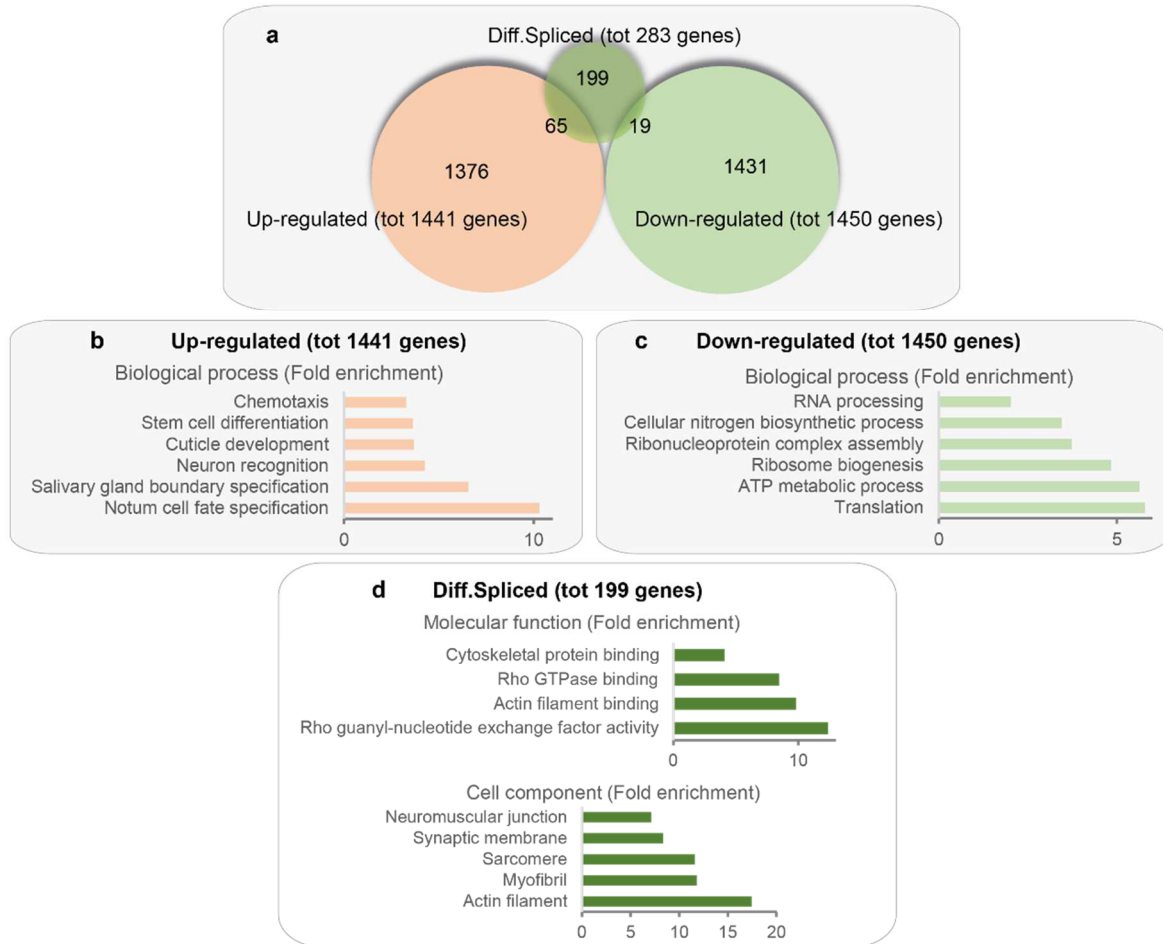 a
Diff.Spliced (tot 283 genes)
199
65
19
1376
1431
Up-regulated (tot 1441 genes)
Down-regulated (tot 1450 genes)
b
Up-regulated (tot 1441 genes)
Biological process (Fold enrichment)
Chemotaxis
Stem cell differentiation
Cuticle development
Neuron recognition
Salivary gland boundary specification
Notum cell fate specification
0 10
c
Down-regulated (tot 1450 genes)
Biological process (Fold enrichment)
RNA processing
Cellular nitrogen biosynthetic process
Ribonucleoprotein complex assembly
Ribosome biogenesis
ATP metabolic process
Translation
0 5
d
Diff.Spliced (tot 199 genes)
Molecular function (Fold enrichment)
Cytoskeletal protein binding
Rho GTPase binding
Actin filament binding
Rho guanyl-nucleotide exchange factor activity
0 10
Cell component (Fold enrichment)
Neuromuscular junction
Synaptic membrane
Sarcomere
Myofibril
Actin filament
0 5 10 15 20